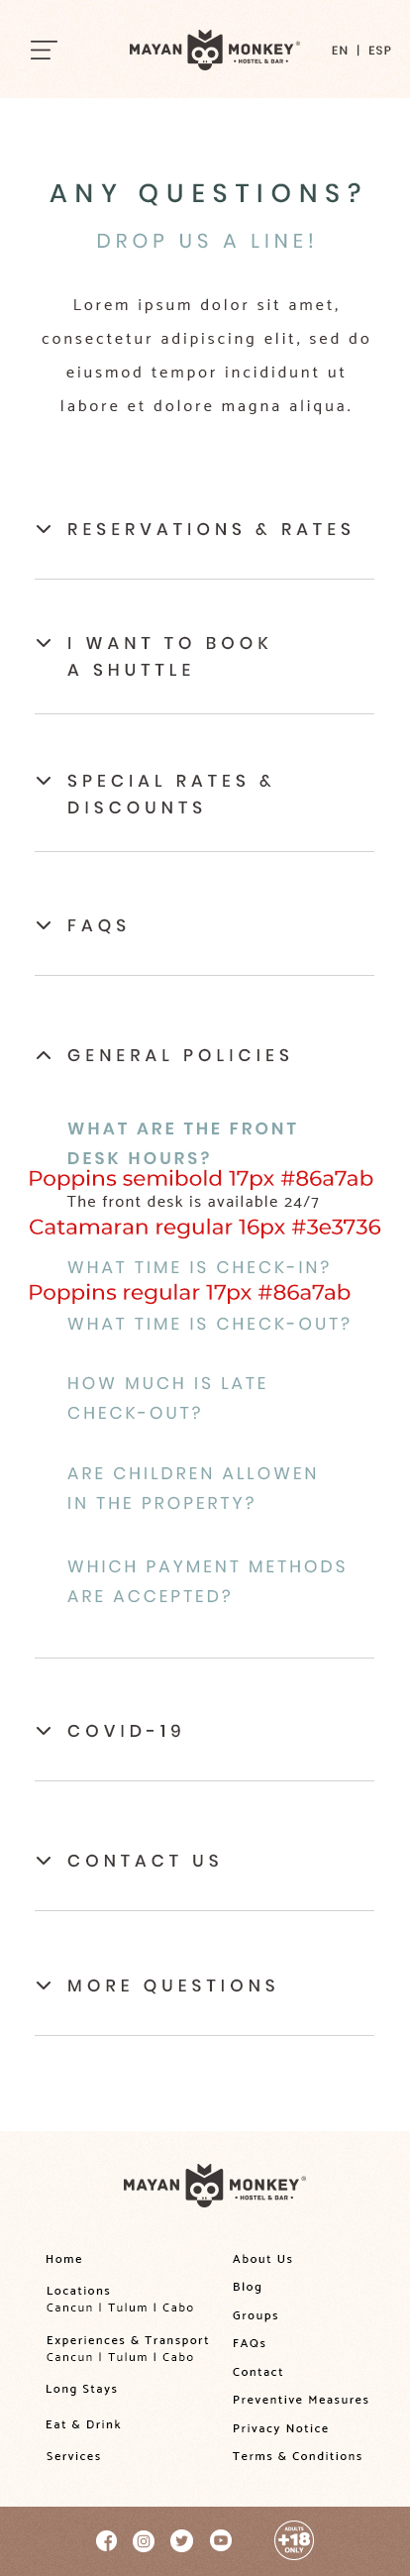 MAYAN MONKEY®
• HOSTEL & BAR •
EN | ESP
ANY QUESTIONS?
DROP US A LINE!
Lorem ipsum dolor sit amet,
consectetur adipiscing elit, sed do
eiusmod tempor incididunt ut
labore et dolore magna aliqua.
RESERVATIONS & RATES
I WANT TO BOOK
A SHUTTLE
SPECIAL RATES &
DISCOUNTS
FAQS
GENERAL POLICIES
WHAT ARE THE FRONT
DESK HOURS?
Poppins semibold 17px #86a7ab
The front desk is available 24/7
Catamaran regular 16px #3e3736
WHAT TIME IS CHECK-IN?
Poppins regular 17px #86a7ab
WHAT TIME IS CHECK-OUT?
HOW MUCH IS LATE
CHECK-OUT?
ARE CHILDREN ALLOWEN
IN THE PROPERTY?
WHICH PAYMENT METHODS
ARE ACCEPTED?
COVID-19
CONTACT US
MORE QUESTIONS
MAYAN MONKEY®
• HOSTEL & BAR •
Home
Locations
Cancun | Tulum | Cabo
Experiences & Transport
Cancun | Tulum | Cabo
Long Stays
Eat & Drink
Services
About Us
Blog
Groups
FAQs
Contact
Preventive Measures
Privacy Notice
Terms & Conditions
ADULTS
+18
ONLY